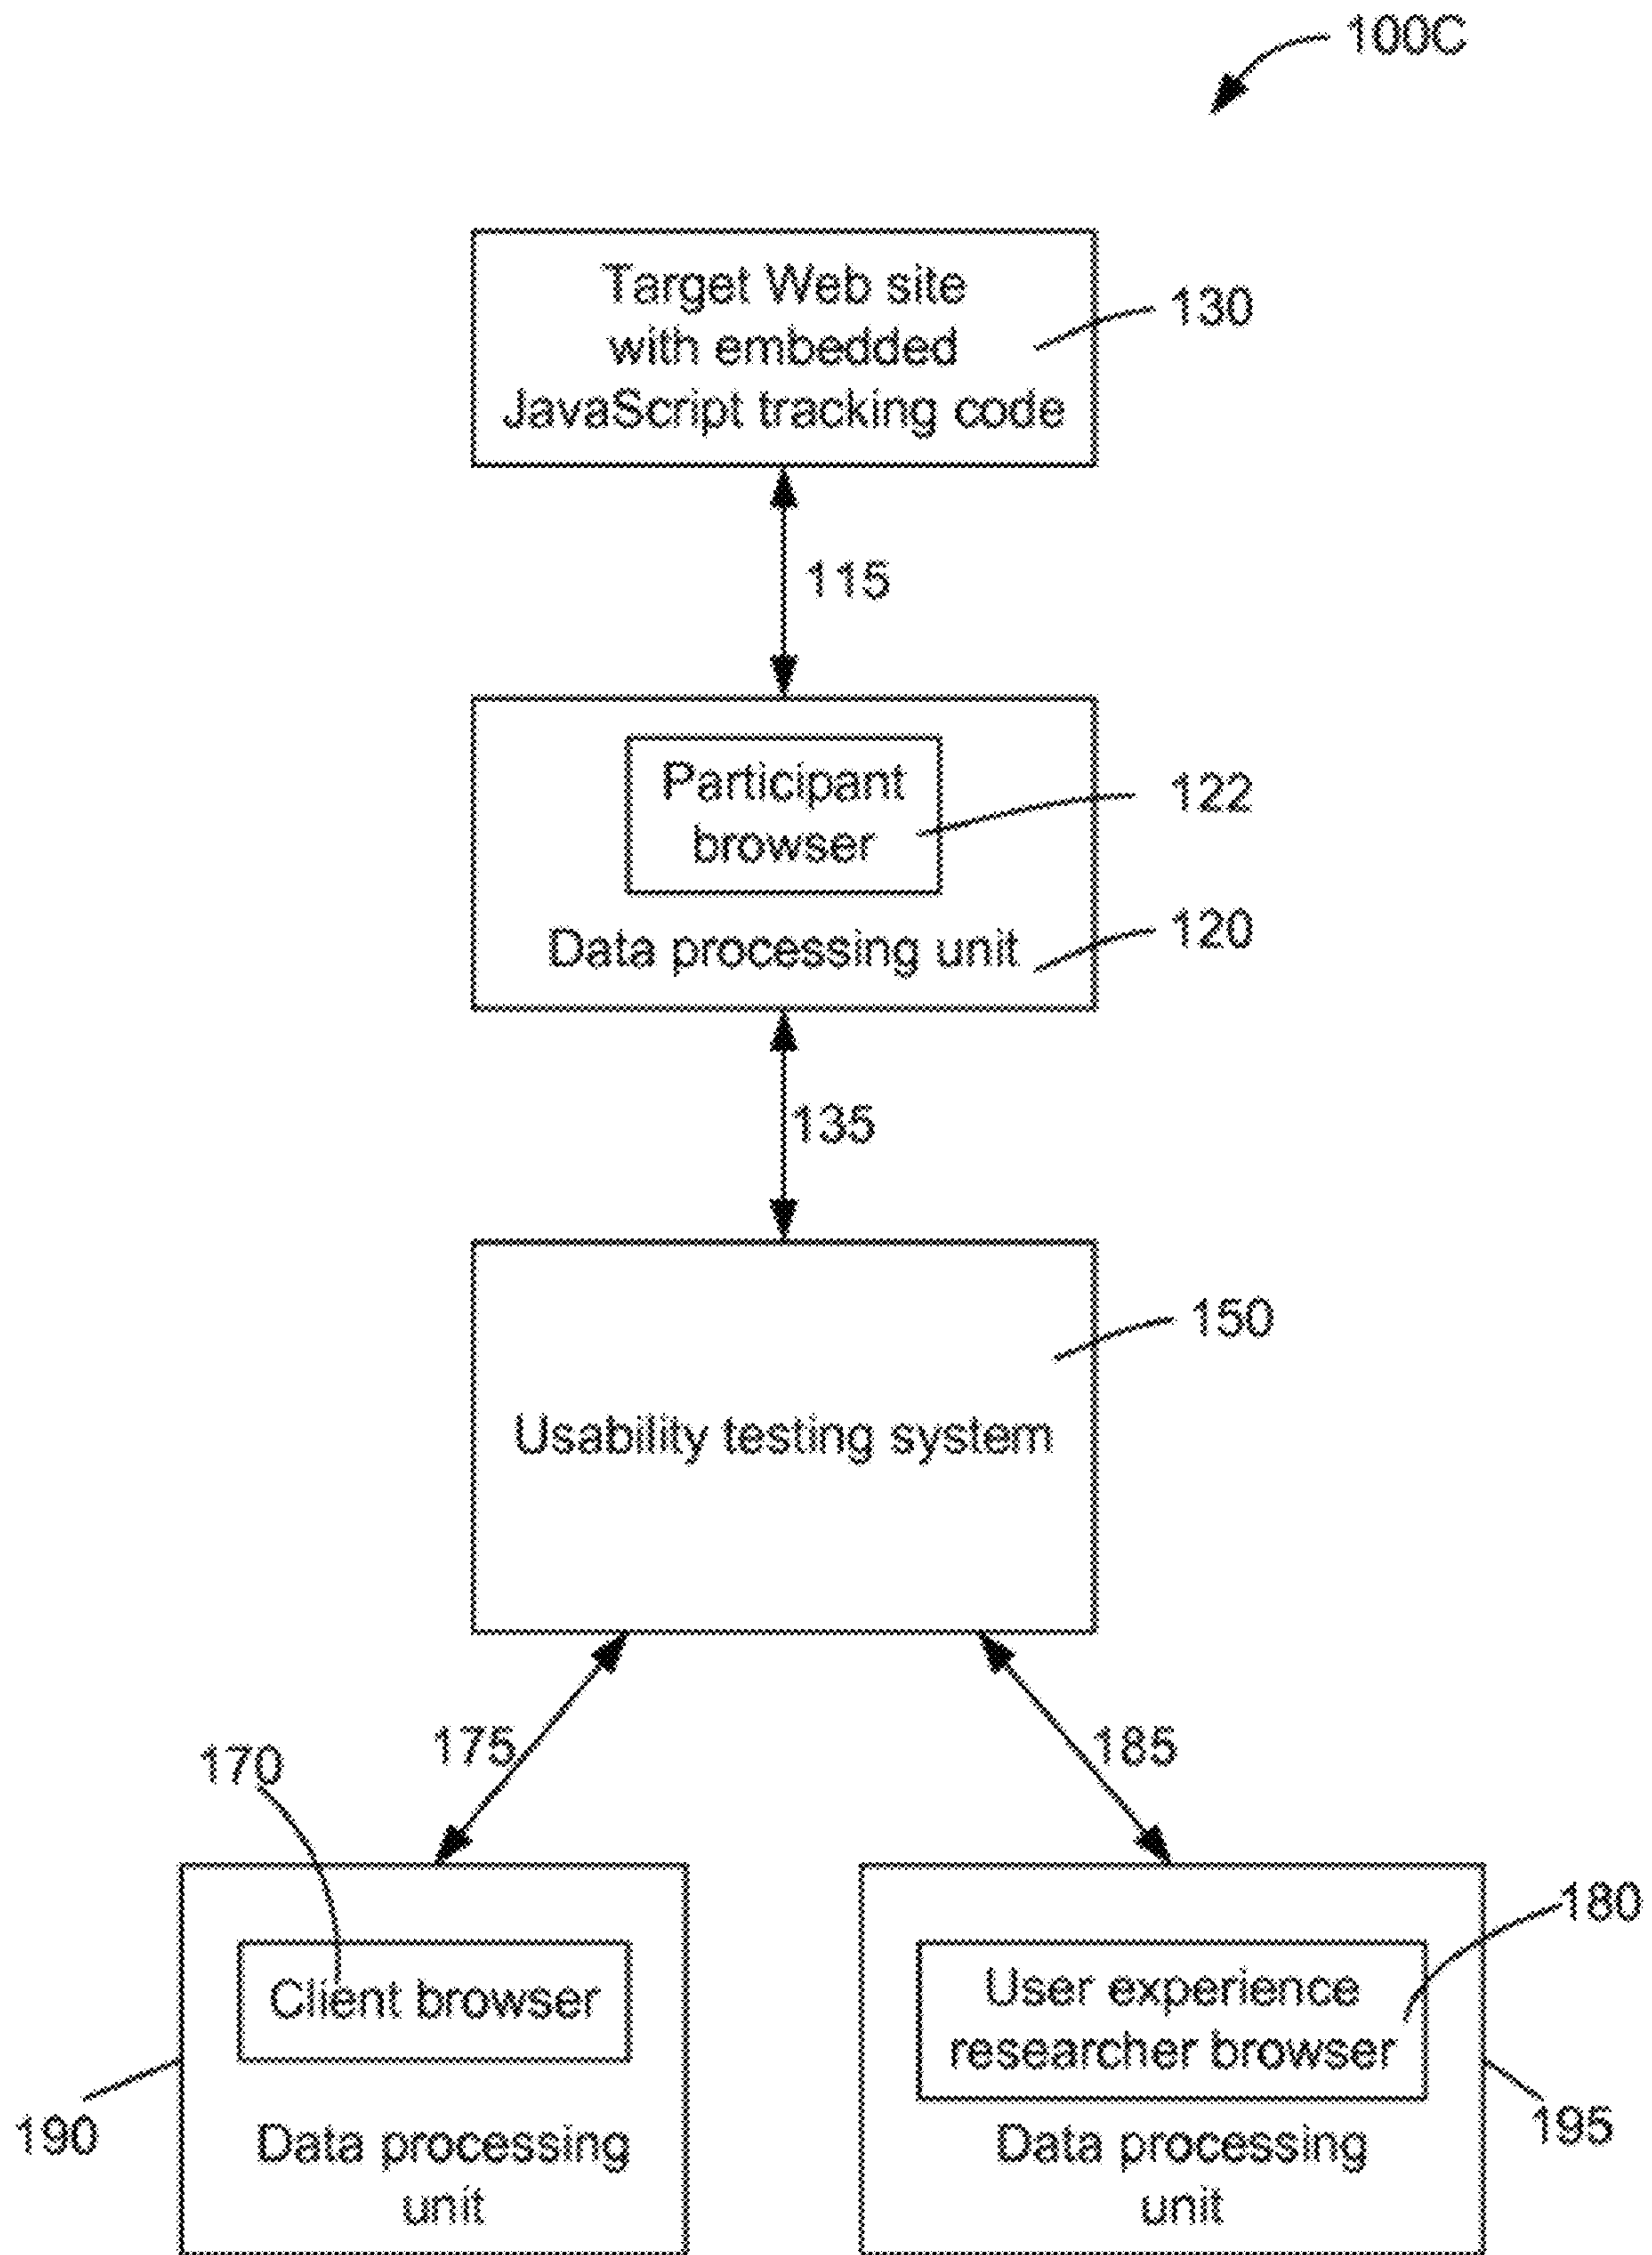 100C
Target Web site
with embedded
JavaScript tracking code
130
115
Participant
browser
122
Data processing unit
120
135
150
Usability testing system
175
185
170
180
Client browser
User experience
researcher browser
190
195
Data processing
unit
Data processing
unit